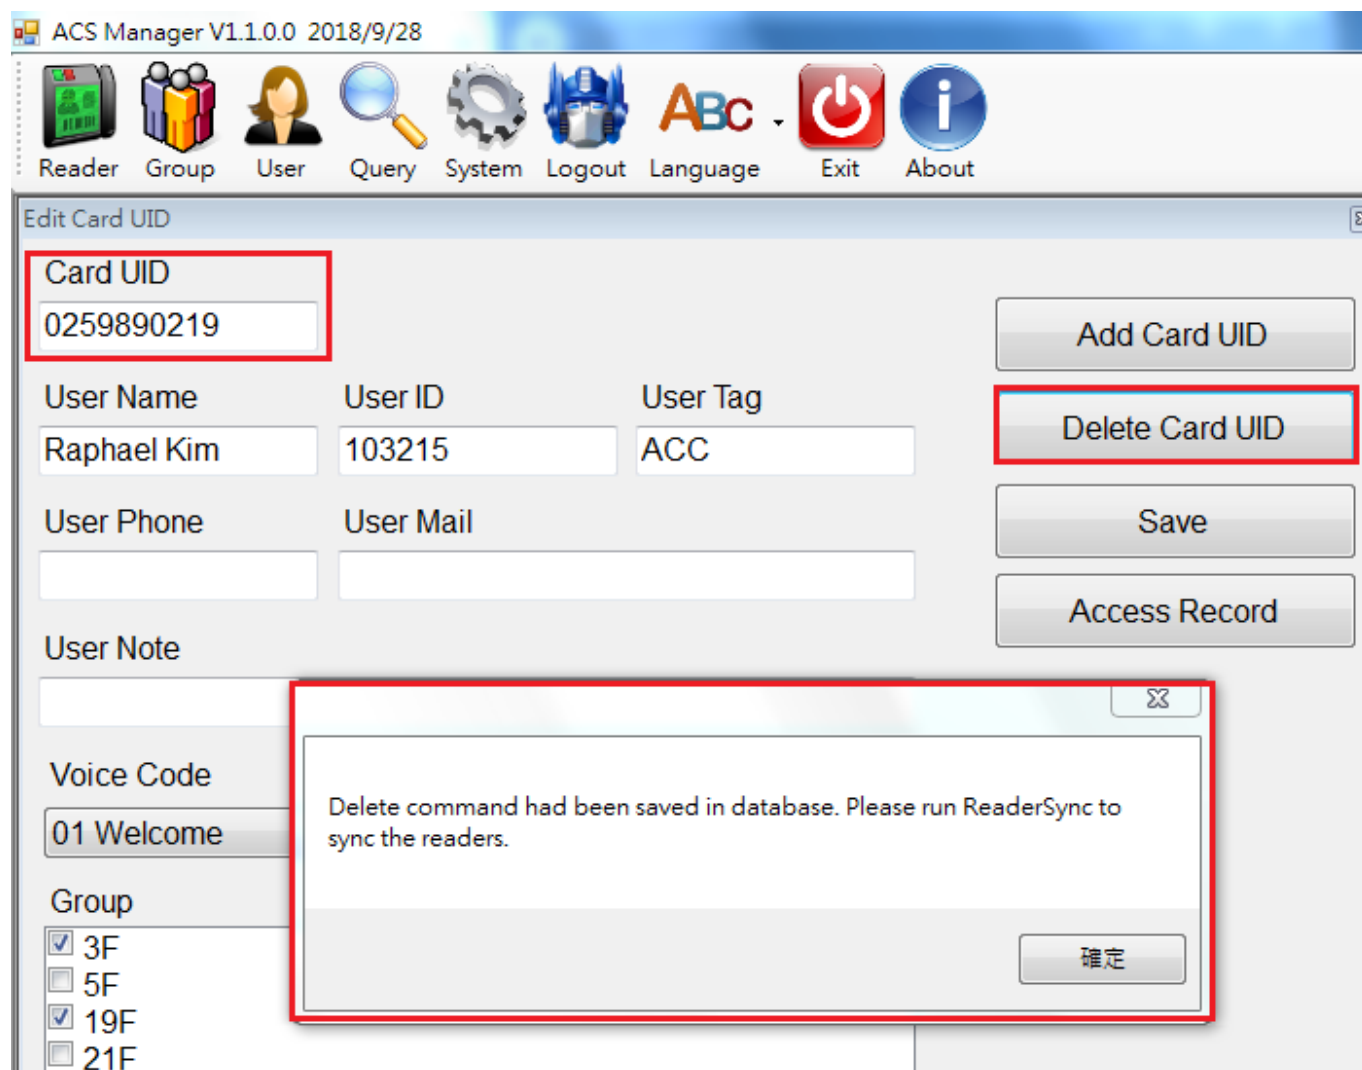 ACS Manager V1.1.0.0 2018/9/28
Reader Group User Query System Logout ABC Language Exit About
Edit Card UID
Card UID
0259890219
Add Card UID
User Name User ID User Tag
Raphael Kim 103215 ACC
Delete Card UID
User Phone User Mail
Save
Access Record
User Note
Voice Code
01 Welcome
Delete command had been saved in database. Please run ReaderSync to
sync the readers.
確定
Group
3F
5F
19F
21F